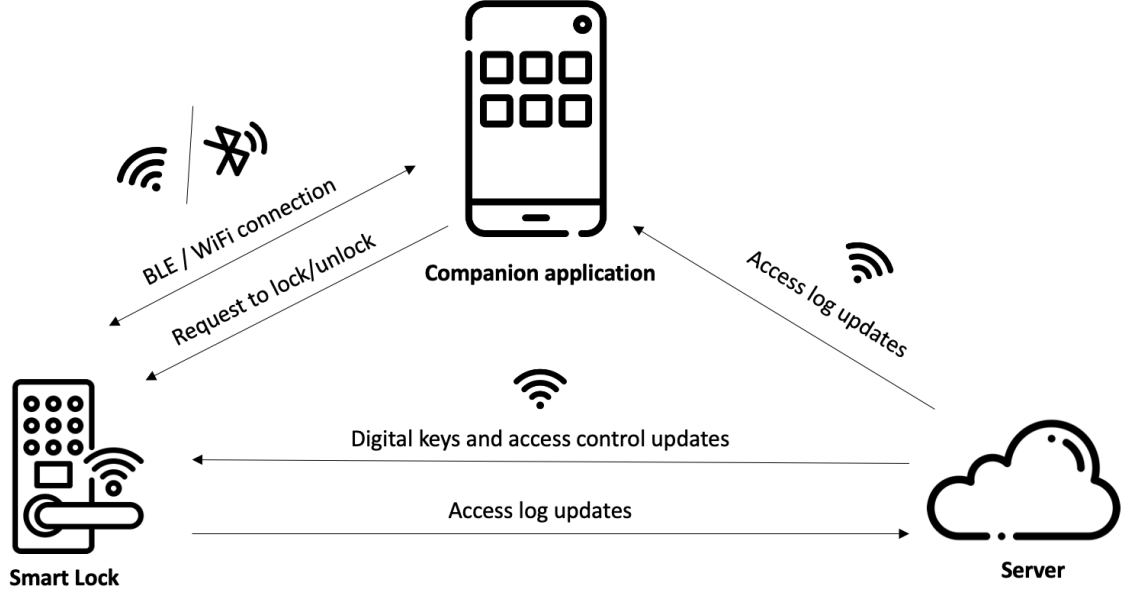 BLE / WiFi connection
Request to lock/unlock
Companion application
Access log updates
Digital keys and access control updates
Access log updates
Smart Lock
Server